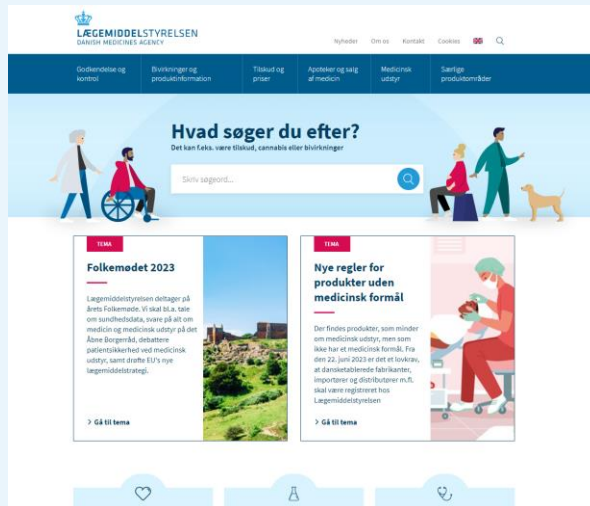 LÆGEMIDDELSTYRELSEN
DANISH MEDICINES AGENCY
Nyheder Om os Kontakt Cookies
Godkendelse og kontrol
Bivirkninger og produktinformation
Tilskud og priser
Apoteker og salg af medicin
Medicinsk udstyr
Særlige produktområder
Hvad søger du efter?
Det kan f.eks. være tilskud, cannabis eller bivirkninger
Skriv søgeord...
TEMA
Folkemødet 2023
Lægemiddelstyrelsen deltager på
årets Folkemøde. Vi skal bl.a. tale
om sundhedsdata, svare på alt om
medicin og medicinsk udstyr på det
Åbne Borgerråd, debattere
patientsikkerhed ved medicinsk
udstyr, samt drøfte EU's nye
lægemiddelstrategi.
> Gå til tema
TEMA
Nye regler for
produkter uden
medicinsk formål
Der findes produkter, som minder
om medicinsk udstyr, men som
ikke har et medicinsk formål. Fra
den 22. juni 2023 er det et lovkrav,
at dansketablerede fabrikanter,
importører og distributører m.fl.
skal være registreret hos
Lægemiddelstyrelsen
> Gå til tema